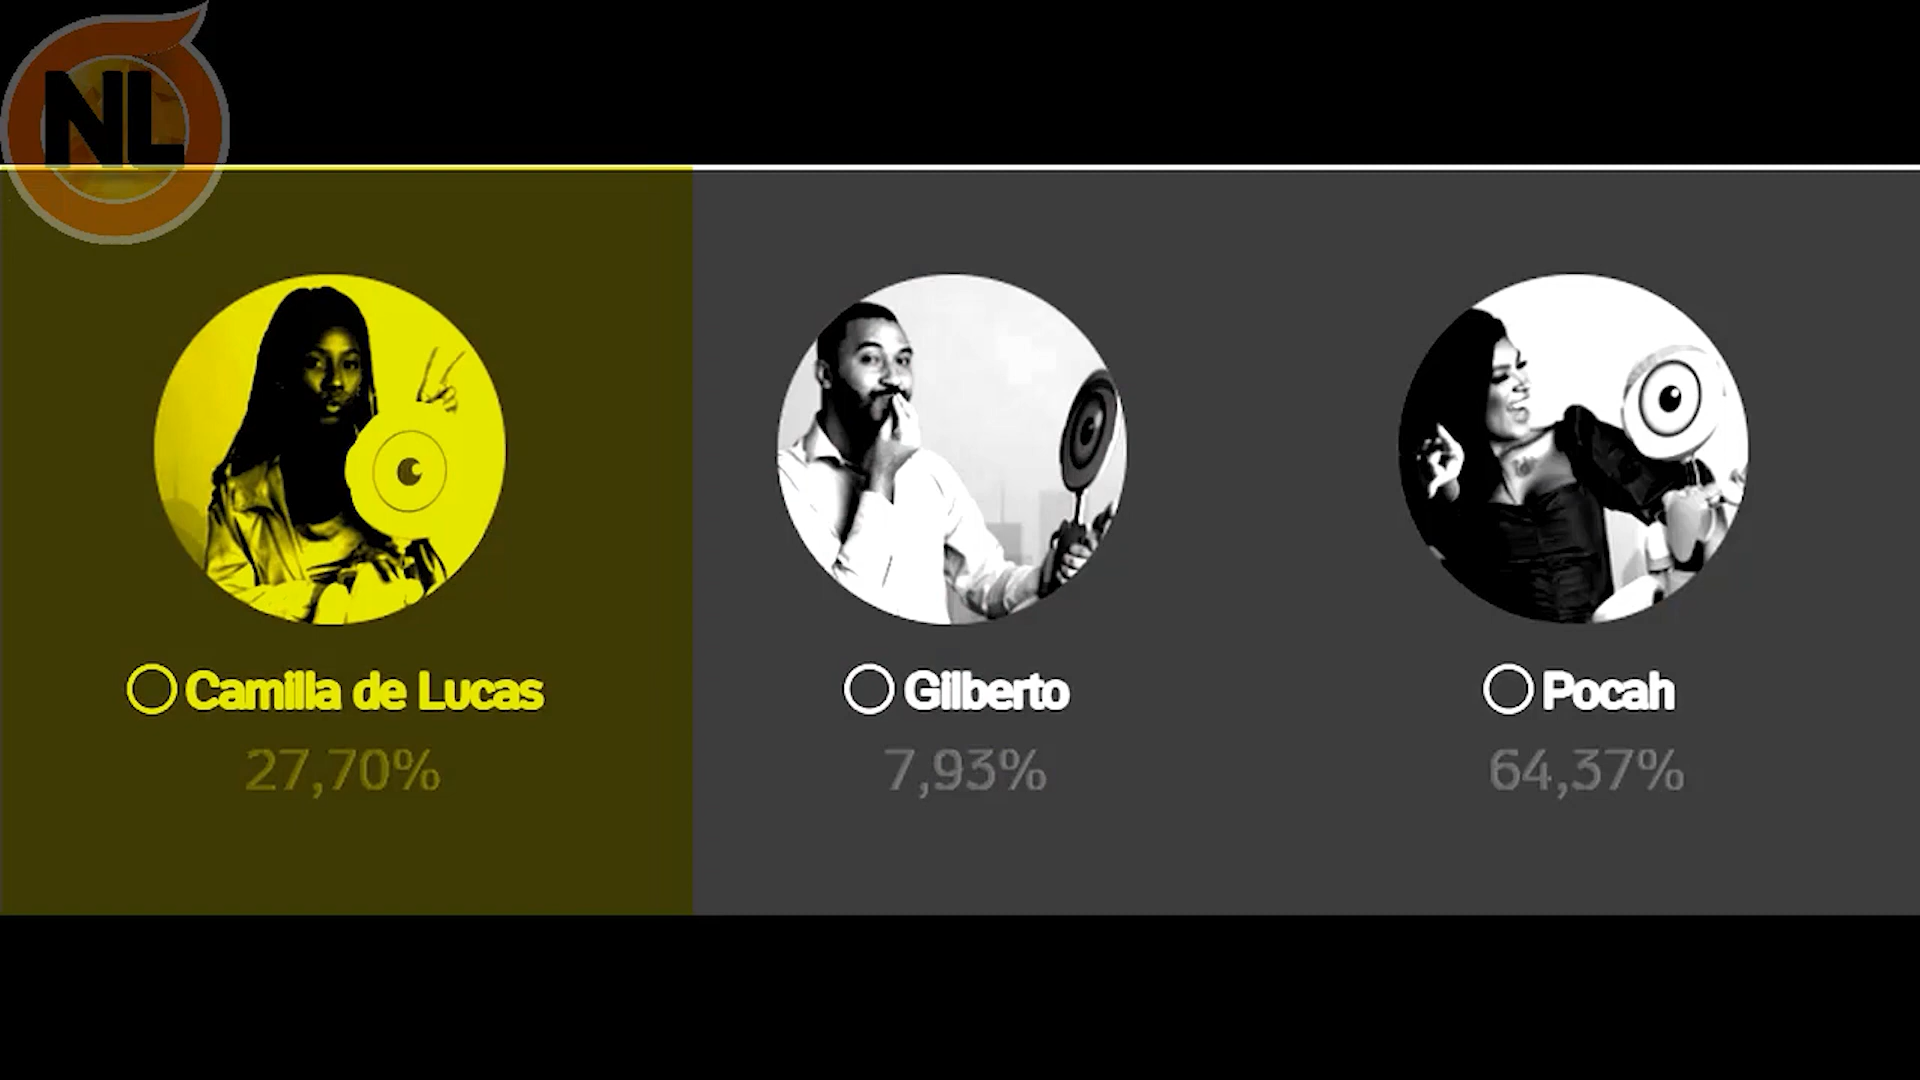 NL
Camilla de Lucas
27,70%
Gilberto
7,93%
Pocah
64,37%